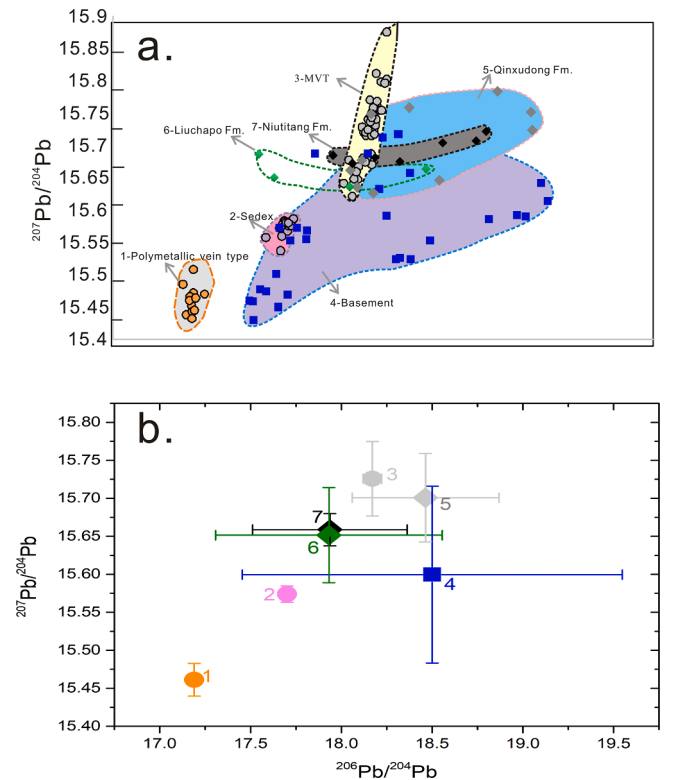 15.9
15.85
15.8
15.75
15.7
15.65
15.6
15.55
15.5
15.45
15.4
²⁰⁷Pb/²⁰⁴Pb
a.
3-MVT
5-Qinxudong Fm.
6-Liuchapo Fm.
7-Niutitang Fm.
2-Sedex
1-Polymetallic vein type
4-Basement
b.
15.80
15.75
15.70
15.65
15.60
15.55
15.50
15.45
15.40
²⁰⁷Pb/²⁰⁴Pb
3
5
7
6
4
2
1
17.0 17.5 18.0 18.5 19.0 19.5
²⁰⁶Pb/²⁰⁴Pb